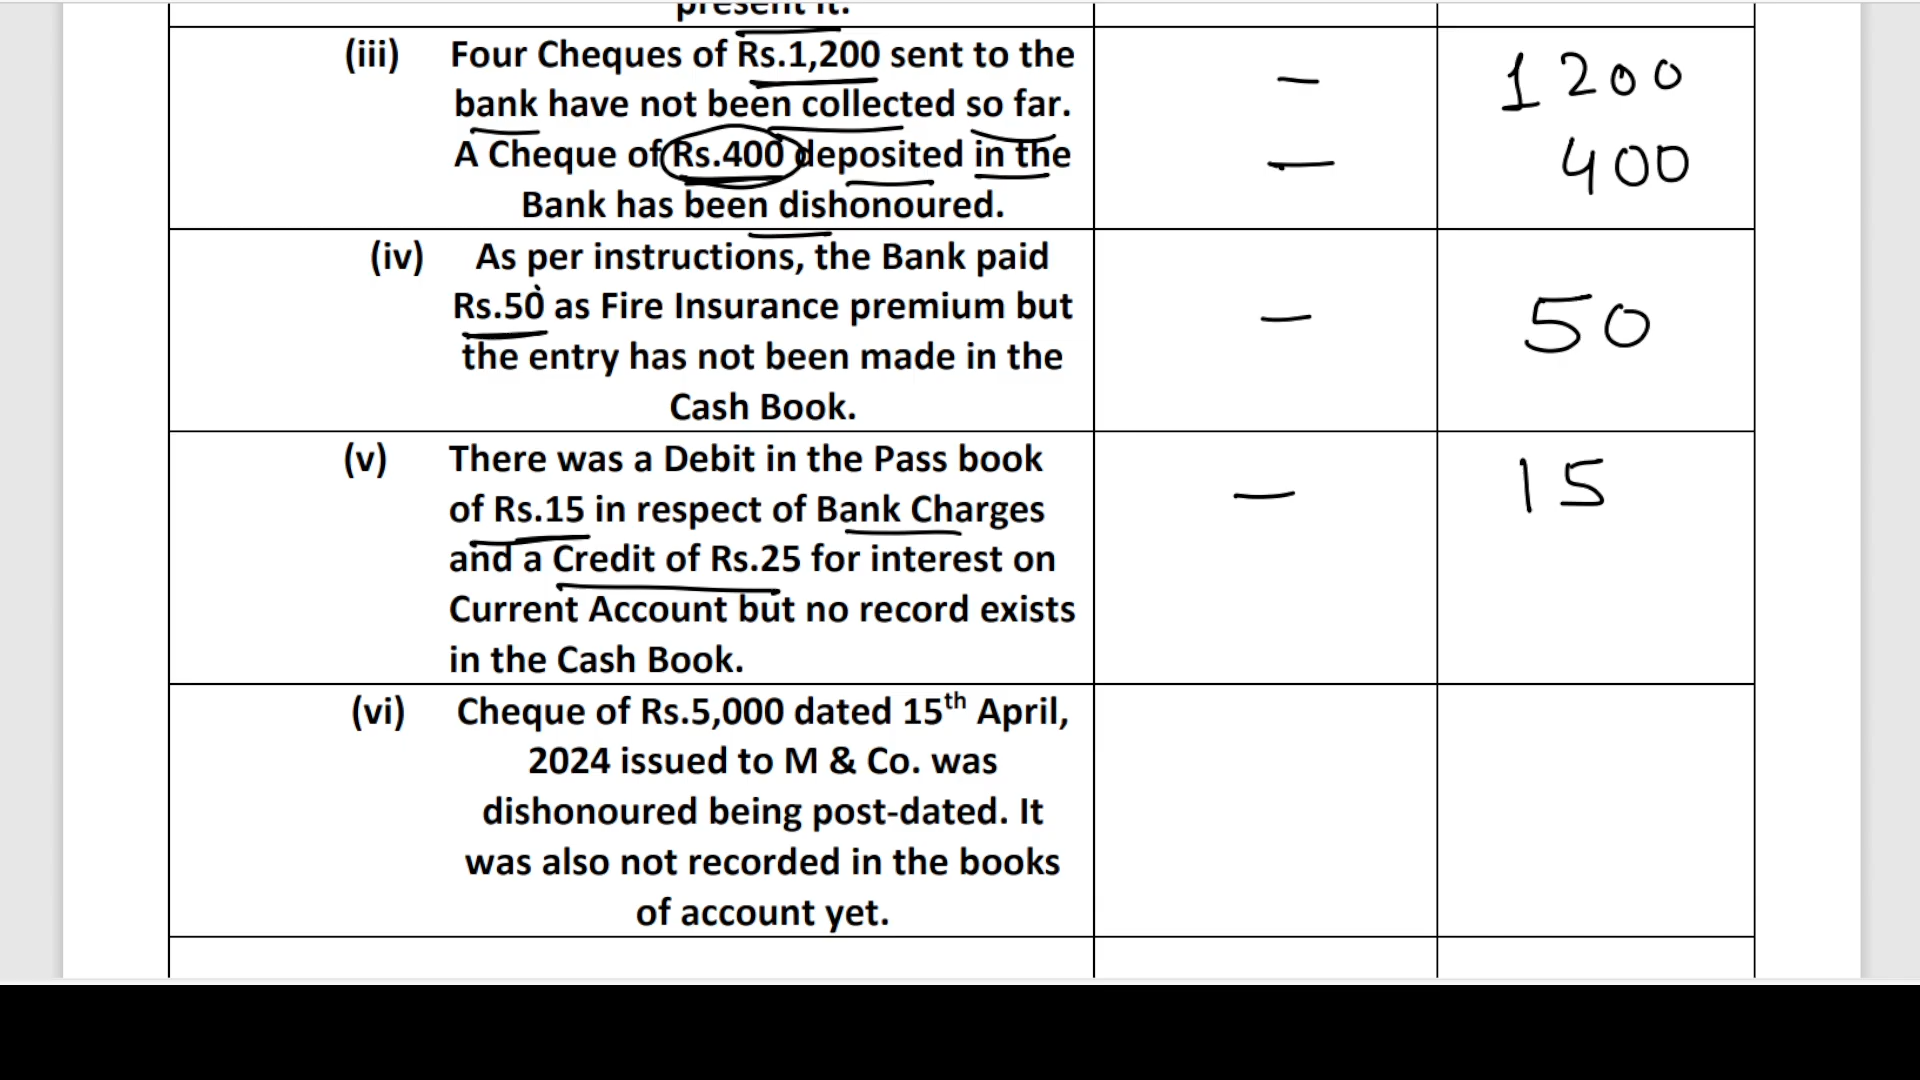 present it.
(iii) Four Cheques of Rs.1,200 sent to the
bank have not been collected so far.
A Cheque of Rs.400 deposited in the
Bank has been dishonoured.
– 1200
– 400
(iv) As per instructions, the Bank paid
Rs.50 as Fire Insurance premium but
the entry has not been made in the
Cash Book.
– 50
(v) There was a Debit in the Pass book
of Rs.15 in respect of Bank Charges
and a Credit of Rs.25 for interest on
Current Account but no record exists
in the Cash Book.
– 15
(vi) Cheque of Rs.5,000 dated 15th April,
2024 issued to M & Co. was
dishonoured being post-dated. It
was also not recorded in the books
of account yet.